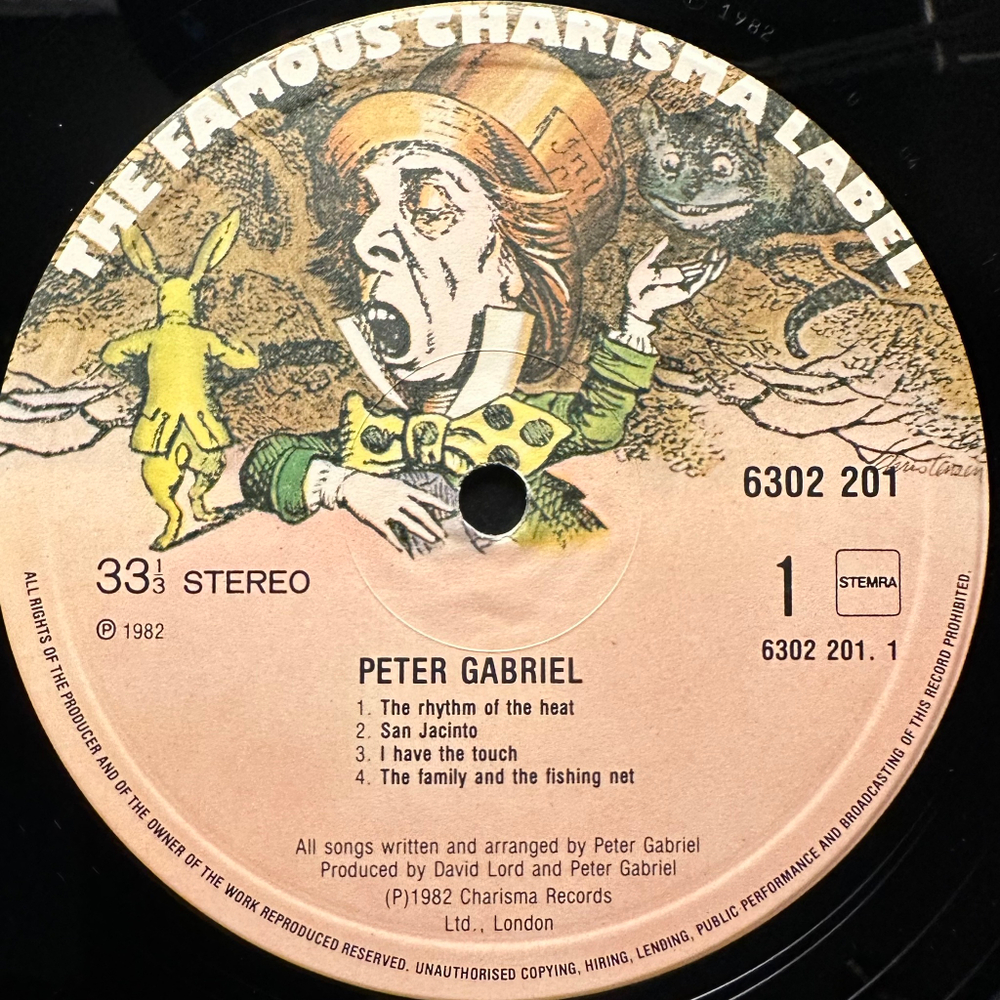 ℗ 1982
THE FAMOUS CHARISMA LABEL
Christensen
6302 201
33⅓ STEREO
1
STEMRA
℗ 1982
6302 201. 1
PETER GABRIEL
1. The rhythm of the heat
2. San Jacinto
3. I have the touch
4. The family and the fishing net
All songs written and arranged by Peter Gabriel
Produced by David Lord and Peter Gabriel
(P)1982 Charisma Records
Ltd., London
ALL RIGHTS OF THE PRODUCER AND OF THE OWNER OF THE WORK REPRODUCED RESERVED. UNAUTHORISED COPYING, HIRING, LENDING, PUBLIC PERFORMANCE AND BROADCASTING OF THIS RECORD PROHIBITED.